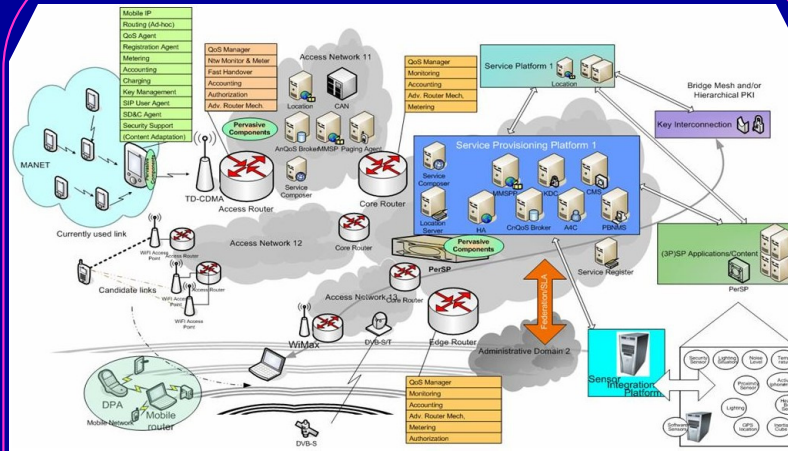 Mobile IP
Routing (Ad-hoc)
QoS Agent
Registration Agent
Metering
Accounting
Charging
Key Management
SIP User Agent
SD&C Agent
Security Support
(Content Adaptation)
QoS Manager
Ntw Monitor & Meter
Fast Handover
Accounting
Authorization
Adv. Router Mech.
Pervasive
Components
Access Network 11
Location
CAN
AnQoS Broker
MMSP
Paging Agent
Service
Composer
QoS Manager
Monitoring
Accounting
Adv. Router Mech,
Metering
Service Platform 1
Location
Bridge Mesh and/or
Hierarchical PKI
Key Interconnection
MANET
TD-CDMA
Access Router
Core Router
Service Provisioning Platform 1
Service
Composer
MMSPP
KDC
CMS
Location
Server
HA
CnQoS Broker
A4C
PBNMS
Pervasive
Components
PerSP
Service Register
(3P)SP Applications/Content
PerSP
Currently used link
WiFi Access
Point
Access Router
Access Network 12
Core Router
Candidate links
WiFi Access
Point
Access Router
WiFi Access
Point
Access Network 13
Core Router
WiMax
DVB-S/T
Edge Router
Federation/SLA
Administrative Domain 2
Sensor
Integration
Platform
Security
Sensor
Lighting
Situation
Noise
Level
Proximity
Sensor
Lighting
GPS
location
Software
Sensors
DPA
Mobile
router
Mobile Network
DVB-S
QoS Manager
Monitoring
Accounting
Adv. Router Mech,
Metering
Authorization